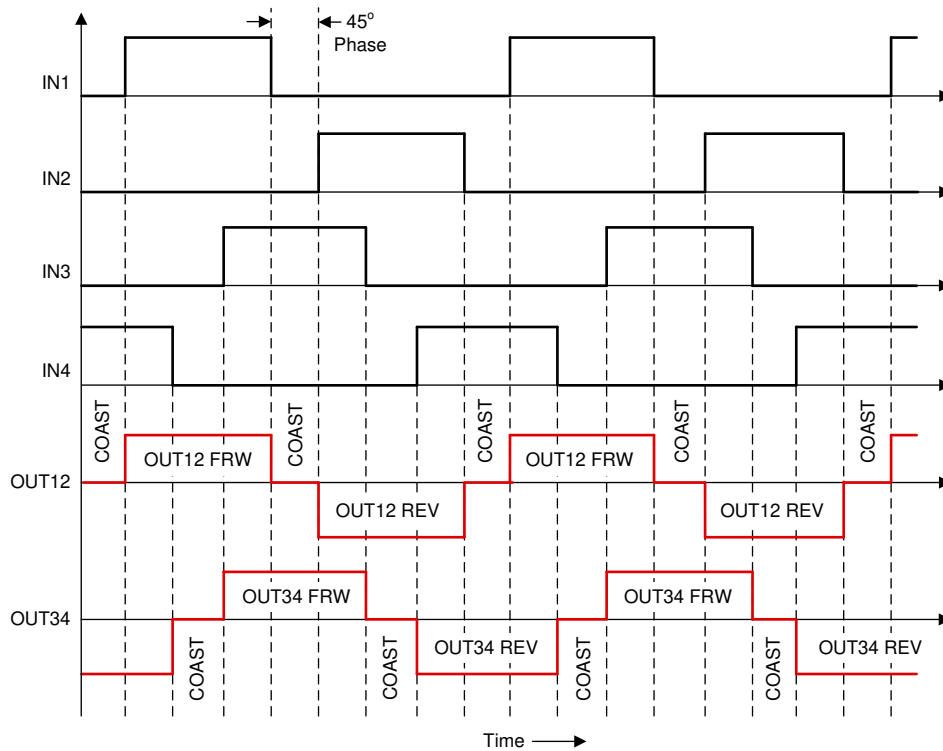 45°
Phase
IN1
IN2
IN3
IN4
COAST
COAST
COAST
COAST
COAST
OUT12 FRW
OUT12 FRW
OUT12
OUT12 REV
OUT12 REV
OUT34 FRW
OUT34 FRW
OUT34
OUT34 REV
OUT34 REV
COAST
COAST
COAST
COAST
Time